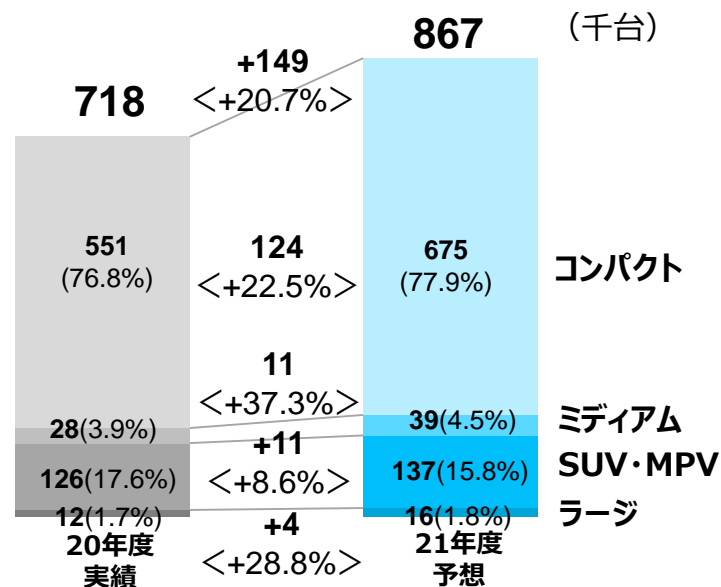 （千台）
718
+149
＜+20.7%＞
867
551
(76.8%)
124
＜+22.5%＞
675
(77.9%)
コンパクト
28(3.9%)
11
＜+37.3%＞
39(4.5%)
ミディアム
126(17.6%)
+11
＜+8.6%＞
137(15.8%)
SUV・MPV
12(1.7%)
+4
＜+28.8%＞
16(1.8%)
ラージ
20年度
実績
21年度
予想